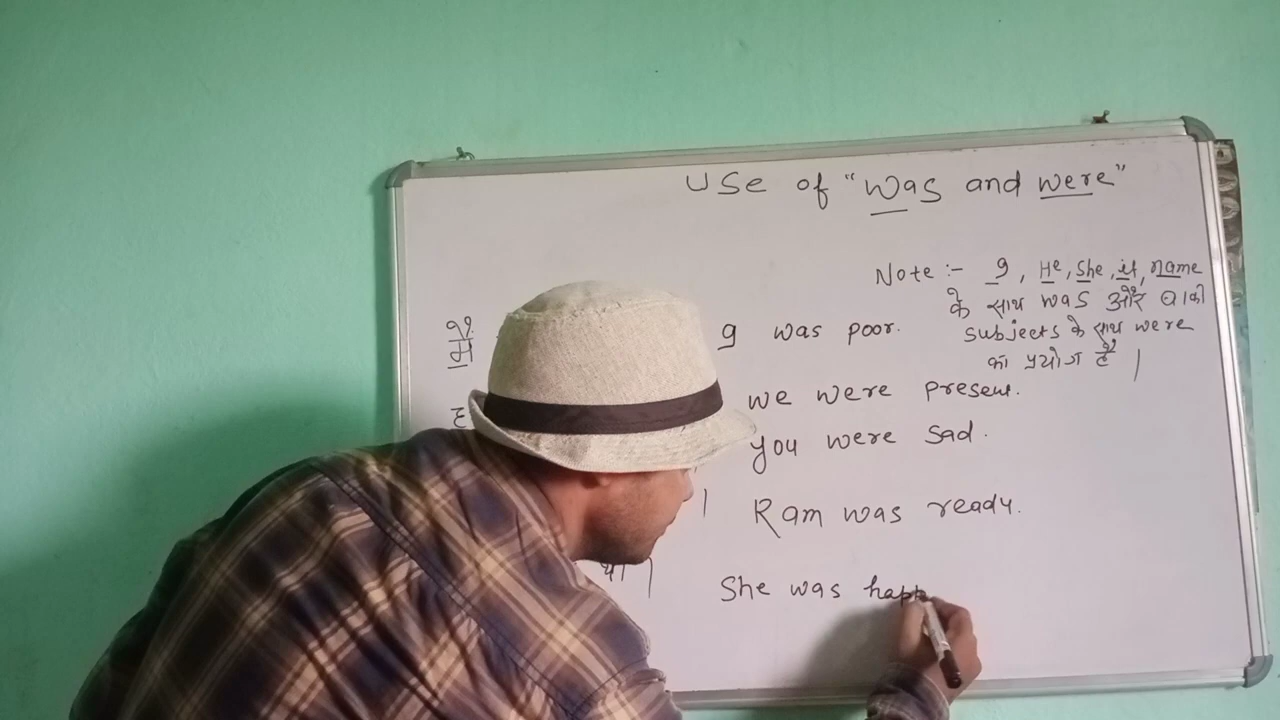 Use of "was and were"
Note :- I, He, She, it, name
के साथ was और बाकी
subjects के साथ were
का प्रयोग है |
मैं
I was poor.
ह
we were present.
you were sad.
| Ram was ready.
था | She was happ